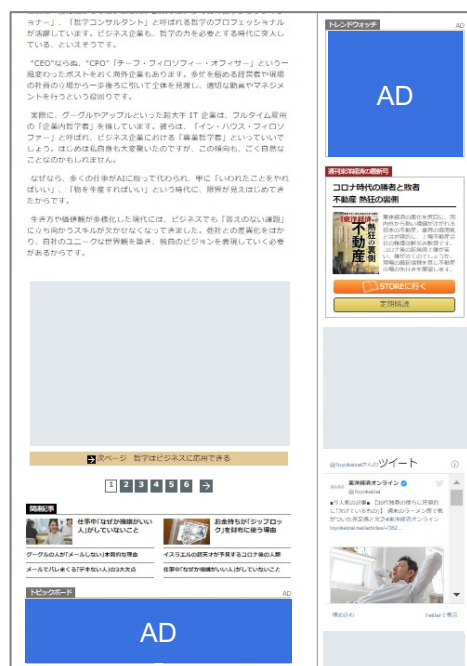 ョナー」、「哲学コンサルタント」と呼ばれる哲学のプロフェッショナル
が活躍しています。ビジネス企業も、哲学の力を必要とする時代に突入し
ている、といえそうです。
“CEO”ならぬ、“CPO”「チーフ・フィロソフィー・オフィサー」という一
風変わったポストをおく海外企業もあります。多忙を極める経営者や現場
の社員の立場から一歩後ろに引いて全体を見渡し、適切な助言やマネジメ
ントを行うという役回りです。
実際に、グーグルやアップルといった超大手 IT 企業は、フルタイム雇用
の「企業内哲学者」を擁しています。彼らは、「イン・ハウス・フィロソ
ファー」と呼ばれ、ビジネス企業における「専業哲学者」といっていいで
しょう。はじめは私自身も大変驚いたのですが、この傾向も、ごく自然な
ことなのかもしれません。
なぜなら、多くの仕事がAIに取って代わられ、単に「いわれたことをやれ
ばいい」、「物を生産すればいい」という時代に、限界が見えはじめてき
たからです。
生き方や価値観が多様化した現代には、ビジネスでも「答えのない課題」
に立ち向かうスキルが欠かせなくなってきました。他社との差異化をはか
り、自社のユニークな世界観を築き、独自のビジョンを表現していく必要
があるからです。
次ページ 哲学はビジネスに応用できる
1 2 3 4 5 6 →
関連記事
仕事中「なぜか機嫌がいい
人」がしていないこと
お金持ちが「ジップロッ
ク」を財布に使う理由
グーグルの人が「メールしない」本質的な理由
イスラエルの超天才が予言するコロナ後の人類
メールでバレまくる「デキない人」の3大欠点
仕事中「なぜか機嫌がいい人」がしていないこと
トピックボード
AD
AD
トレンドウォッチ
AD
AD
週刊東洋経済の最新号
コロナ時代の勝者と敗者
不動産 熱狂の裏側
東洋経済
不動産
熱狂の裏側
STOREに行く
定期購読
@Toyokeizaiさんのツイート
東洋経済オンライン
@Toyokeizai
埋め込む
Twitterで表示